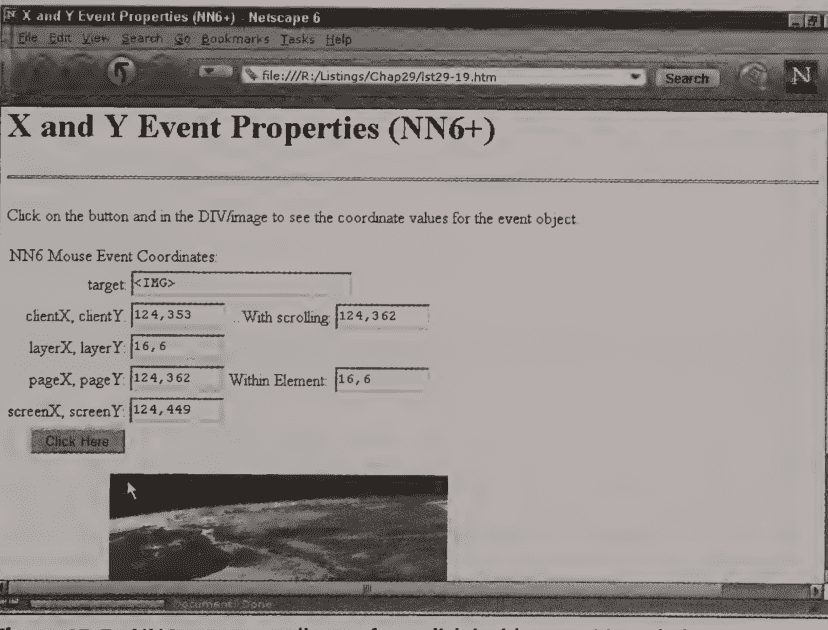 X and Y Event Properties (NN6+) - Netscape 6
File Edit View Search Go Bookmarks Tasks Help
file:///R:/Listings/Chap29/lst29-19.htm Search N
X and Y Event Properties (NN6+)
Click on the button and in the DIV/image to see the coordinate values for the event object.
NN6 Mouse Event Coordinates:
target: <IMG>
clientX, clientY: 124,353 ...With scrolling: 124,362
layerX, layerY: 16,6
pageX, pageY: 124,362 Within Element: 16,6
screenX, screenY: 124,449
Click Here
Document: Done